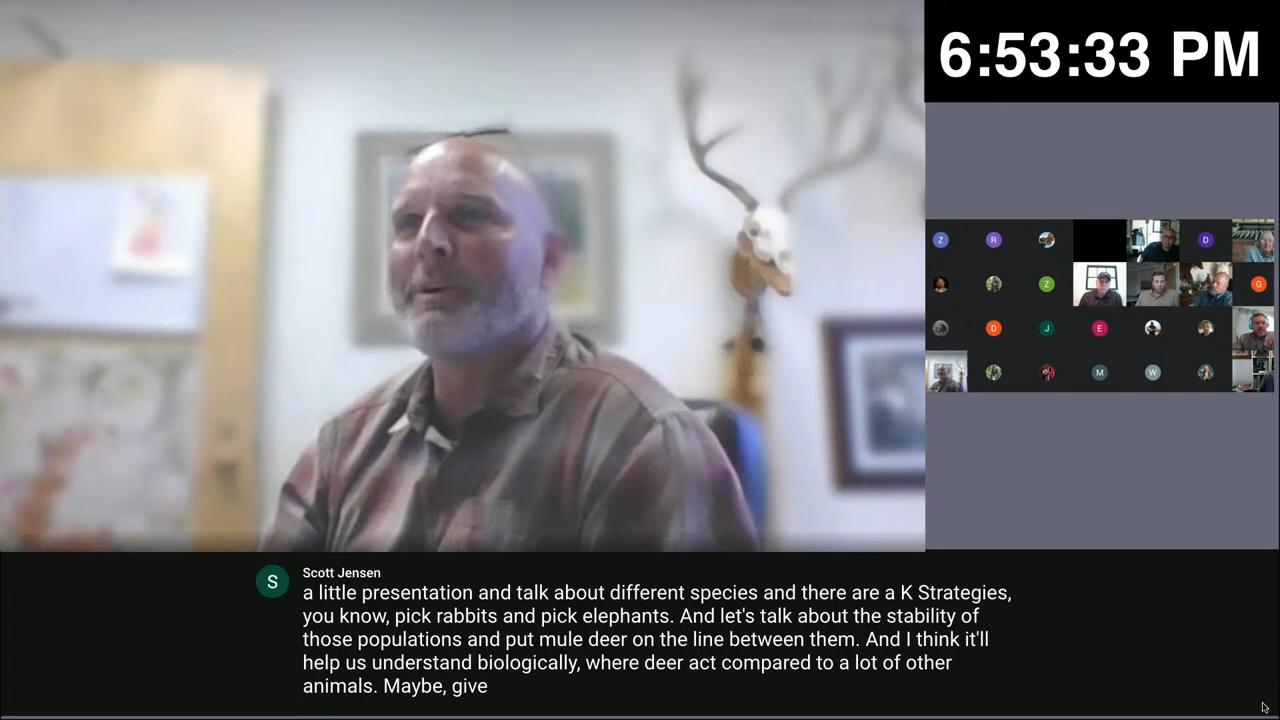 6:53:33 PM
Z
R
D
Z
G
D
J
E
M
W
S
Scott Jensen
a little presentation and talk about different species and there are a K Strategies,
you know, pick rabbits and pick elephants. And let's talk about the stability of
those populations and put mule deer on the line between them. And I think it'll
help us understand biologically, where deer act compared to a lot of other
animals. Maybe, give